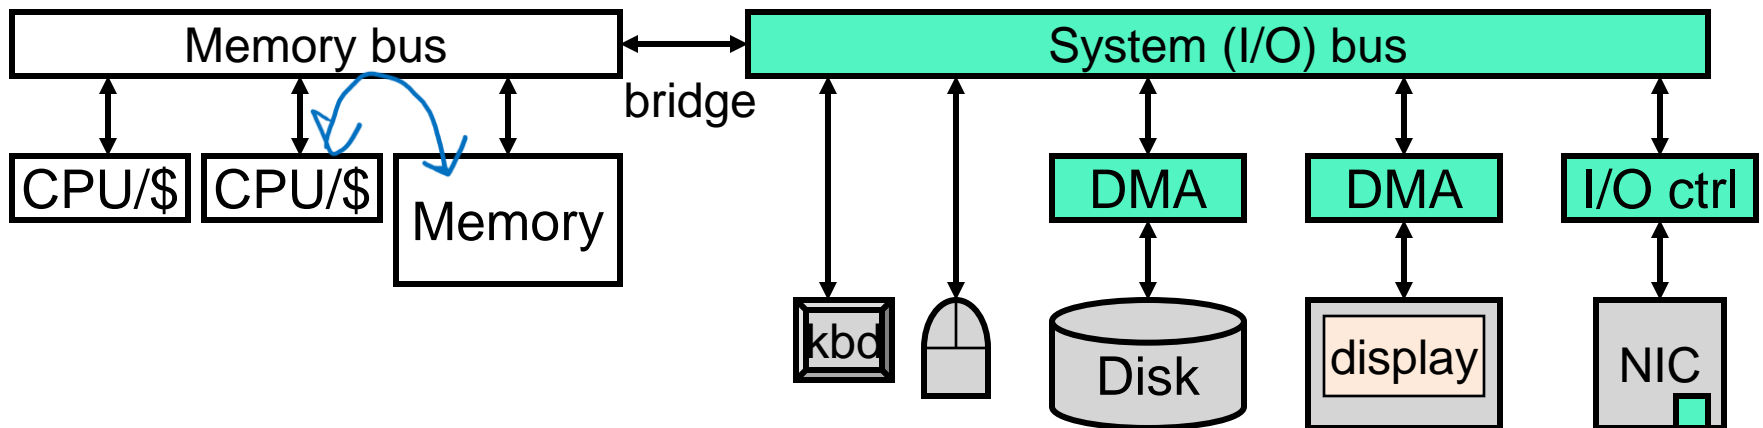 Memory bus
System (I/O) bus
bridge
CPU/$
CPU/$
Memory
DMA
DMA
I/O ctrl
kbd
Disk
display
NIC